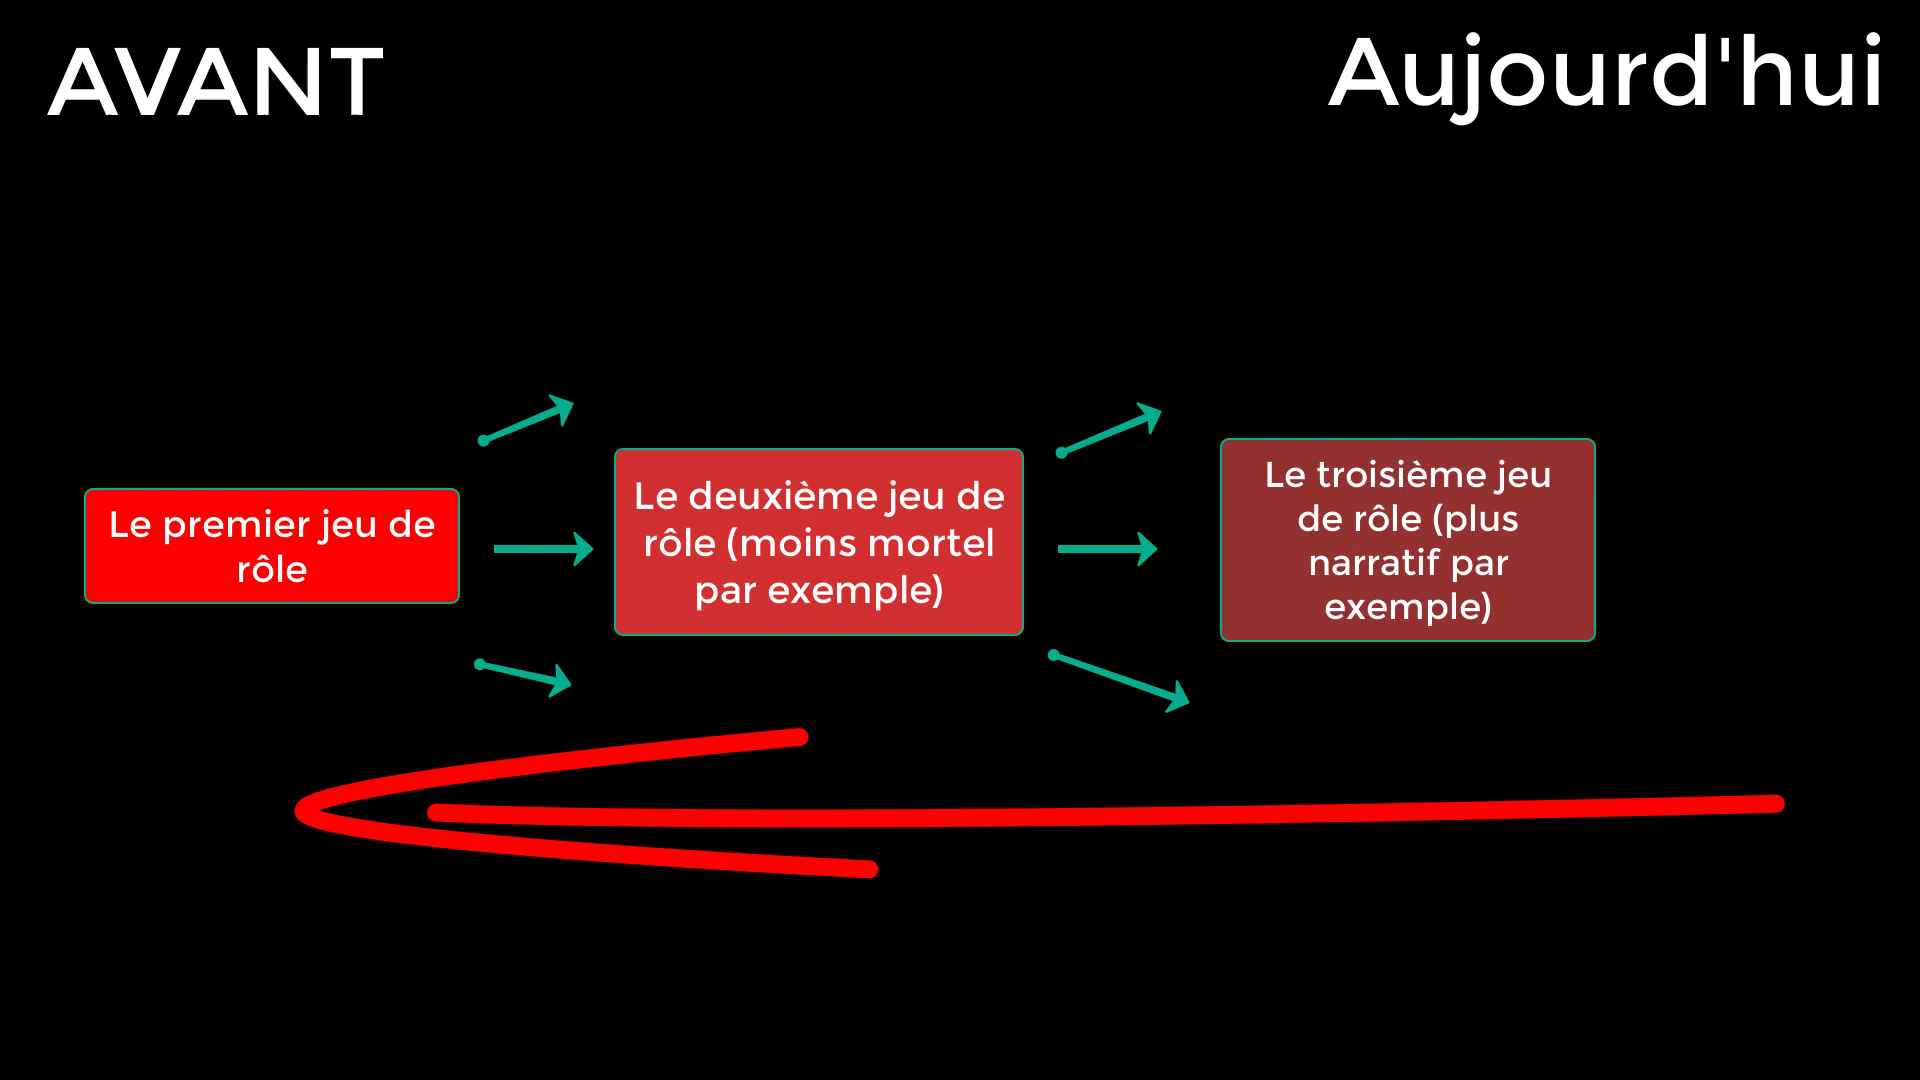 AVANT
Aujourd'hui
Le premier jeu de
rôle
Le deuxième jeu de
rôle (moins mortel
par exemple)
Le troisième jeu
de rôle (plus
narratif par
exemple)